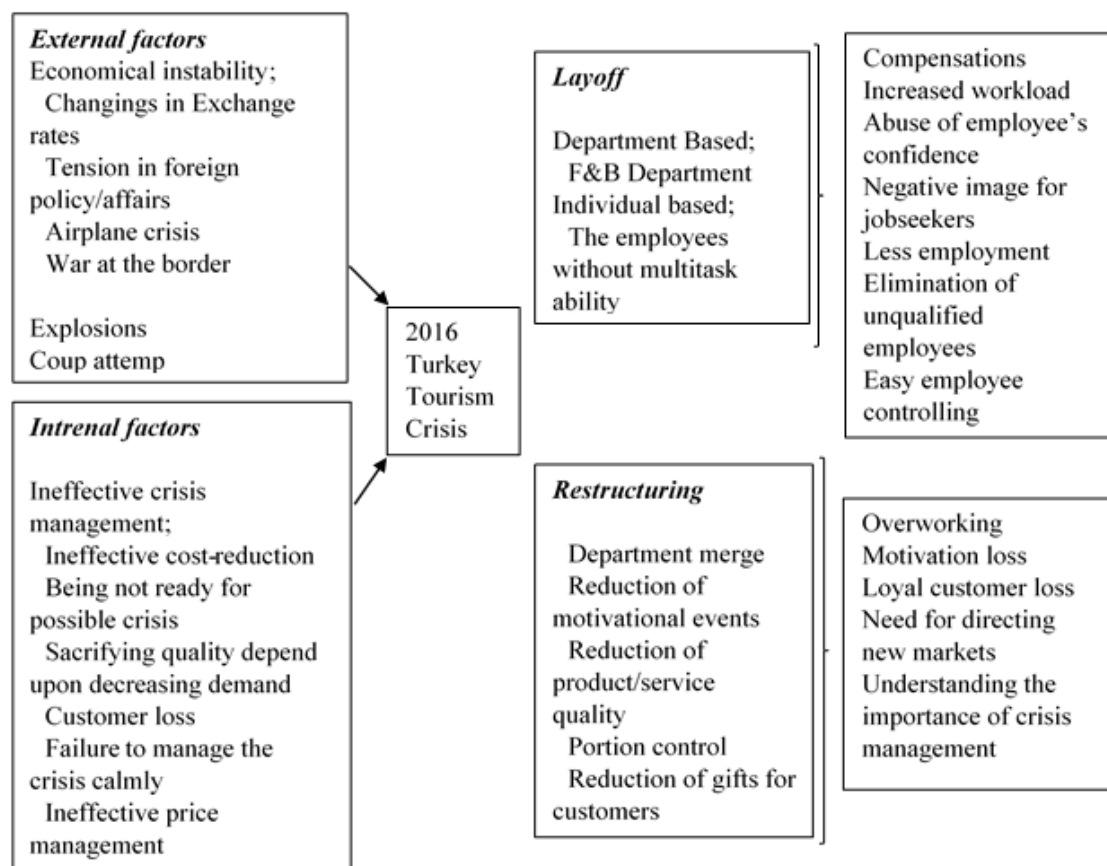 External factors
Economical instability;
Changings in Exchange
rates
Tension in foreign
policy/affairs
Airplane crisis
War at the border
Explosions
Coup attemp
Intrenal factors
Ineffective crisis
management;
Ineffective cost-reduction
Being not ready for
possible crisis
Sacrifying quality depend
upon decreasing demand
Customer loss
Failure to manage the
crisis calmly
Ineffective price
management
2016
Turkey
Tourism
Crisis
Layoff
Department Based;
F&B Department
Individual based;
The employees
without multitask
ability
Compensations
Increased workload
Abuse of employee's
confidence
Negative image for
jobseekers
Less employment
Elimination of
unqualified
employees
Easy employee
controlling
Restructuring
Department merge
Reduction of
motivational events
Reduction of
product/service
quality
Portion control
Reduction of gifts for
customers
Overworking
Motivation loss
Loyal customer loss
Need for directing
new markets
Understanding the
importance of crisis
management